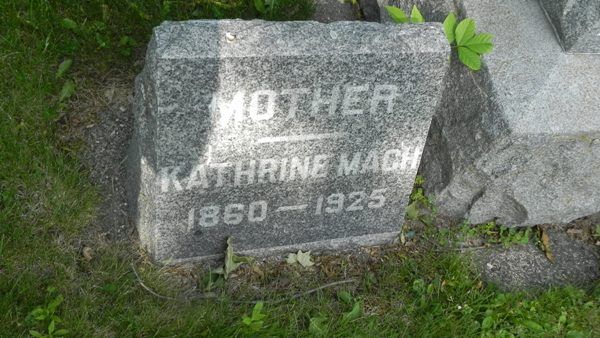 MOTHER
KATHRINE MACH
1860 — 1925